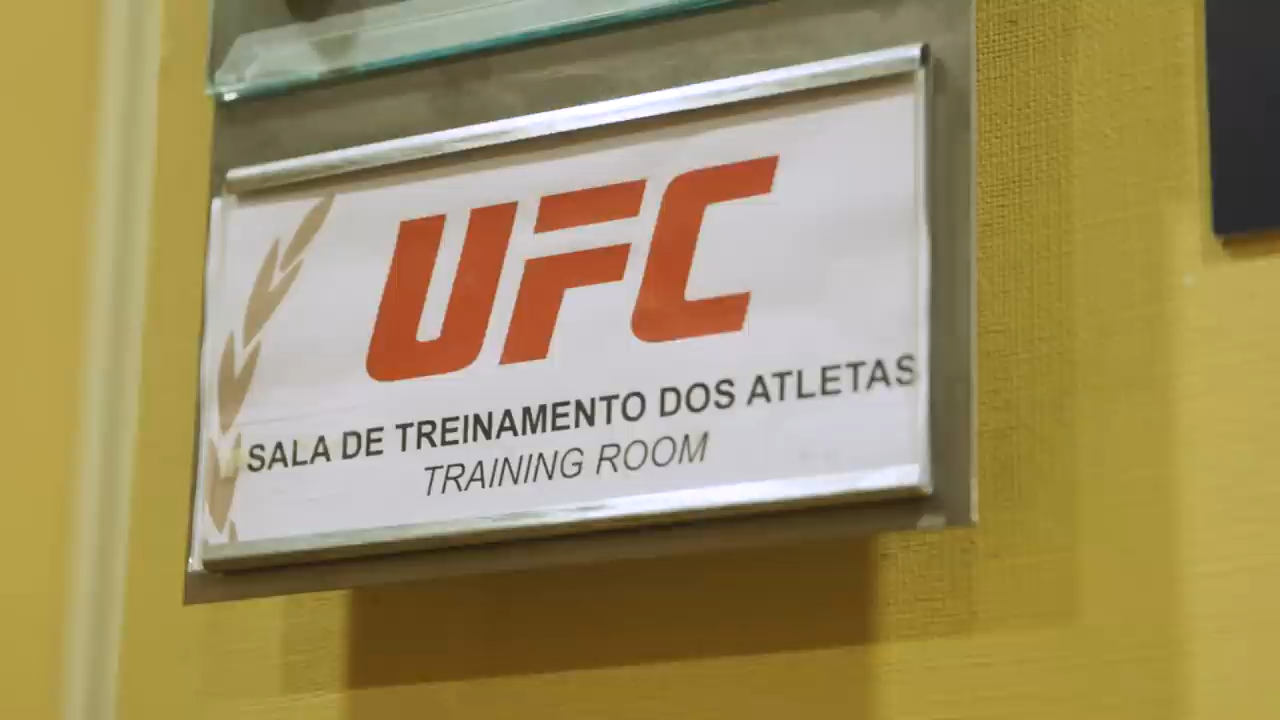 UFC
SALA DE TREINAMENTO DOS ATLETAS
TRAINING ROOM